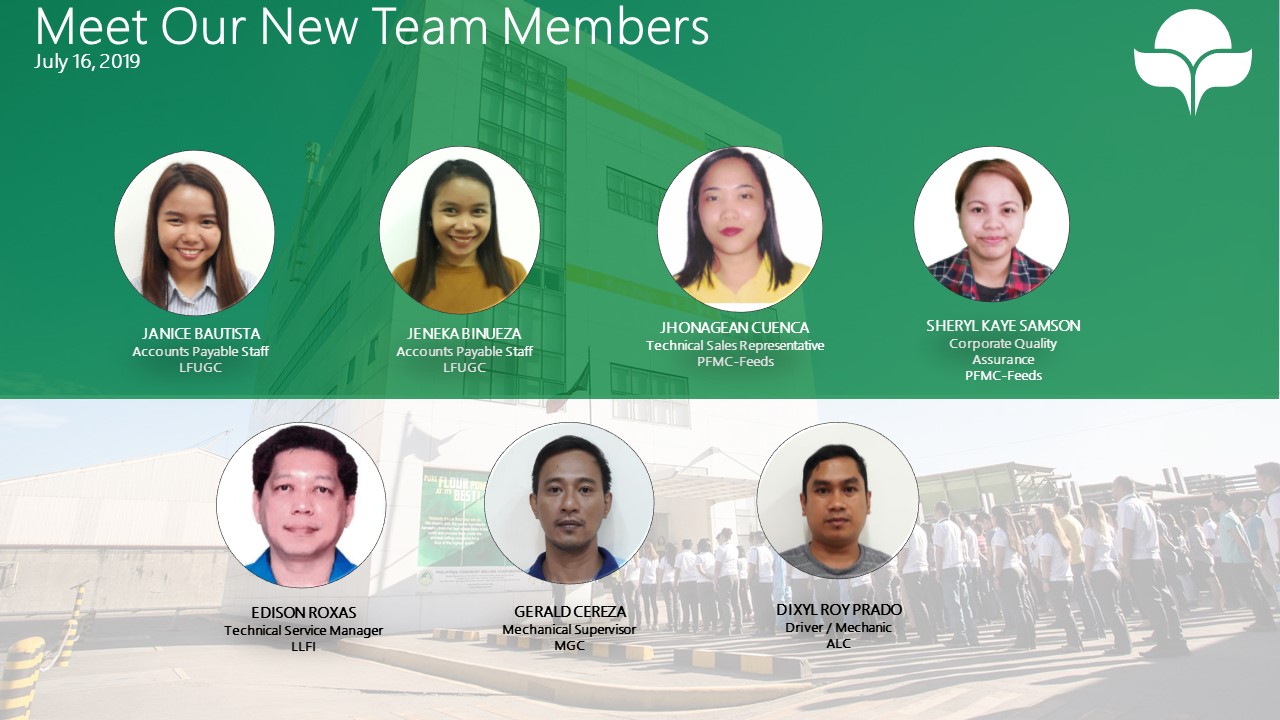 Meet Our New Team Members
July 16, 2019
JANICE BAUTISTA
Accounts Payable Staff
LFUGC
JENEKA BINUEZA
Accounts Payable Staff
LFUGC
JHONAGEAN CUENCA
Technical Sales Representative
PFMC-Feeds
SHERYL KAYE SAMSON
Corporate Quality
Assurance
PFMC-Feeds
FLOUR
BEST!
EDISON ROXAS
Technical Service Manager
LLFI
GERALD CEREZA
Mechanical Supervisor
MGC
DIXYL ROY PRADO
Driver / Mechanic
ALC